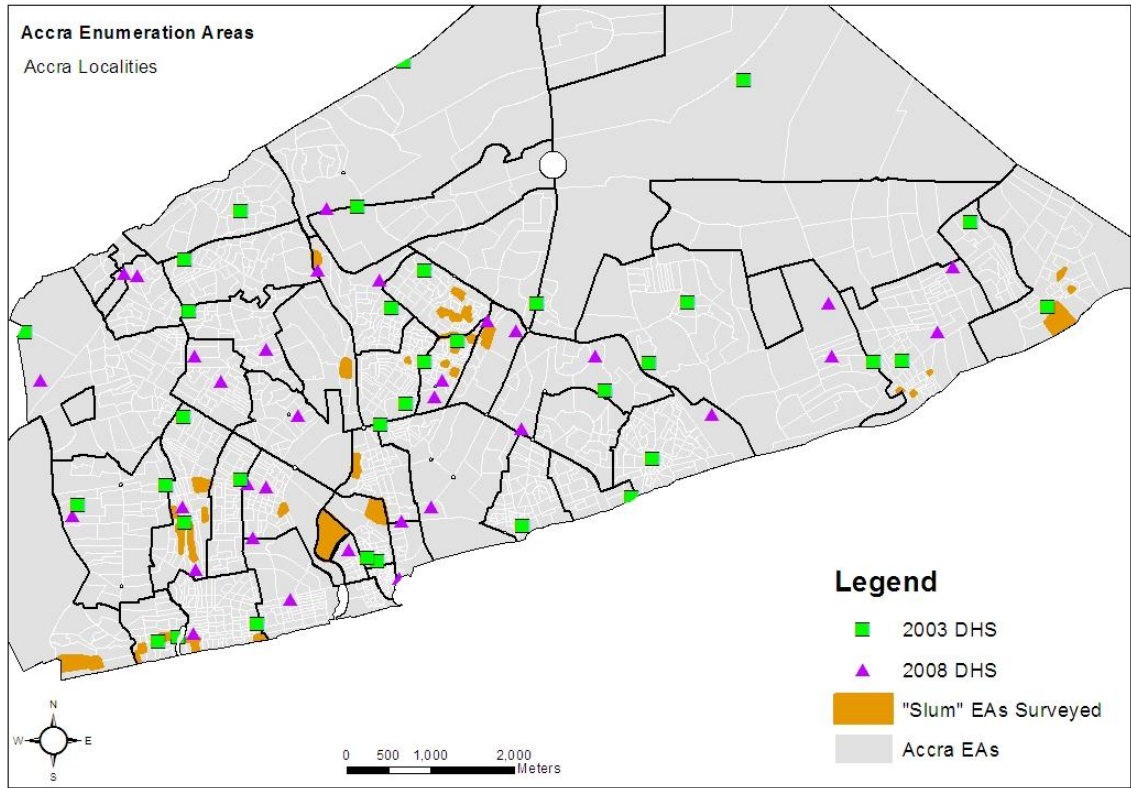 Accra Enumeration Areas
Accra Localities
Legend
2003 DHS
2008 DHS
"Slum" EAs Surveyed
Accra EAs
N
W E
S
0 500 1,000 2,000
Meters